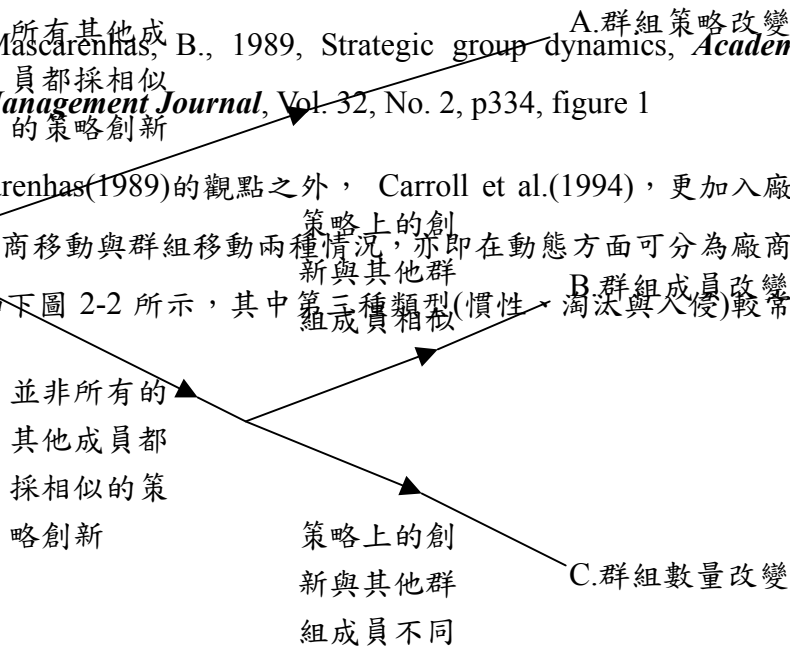 所有其他成
員都採相似
的策略創新
A.群組策略改變
Mascarenhas, B., 1989, Strategic group dynamics, Academ
Management Journal, Vol. 32, No. 2, p334, figure 1
arenhas(1989)的觀點之外， Carroll et al.(1994)，更加入廠
商移動與群組移動兩種情況，亦即在動態方面可分為廠商
下圖 2-2 所示，其中第三種類型(慣性、淘汰與入侵)較常
策略上的創
新與其他群
組成員相似
B.群組成員改變
並非所有的
其他成員都
採相似的策
略創新
策略上的創
新與其他群
組成員不同
C.群組數量改變